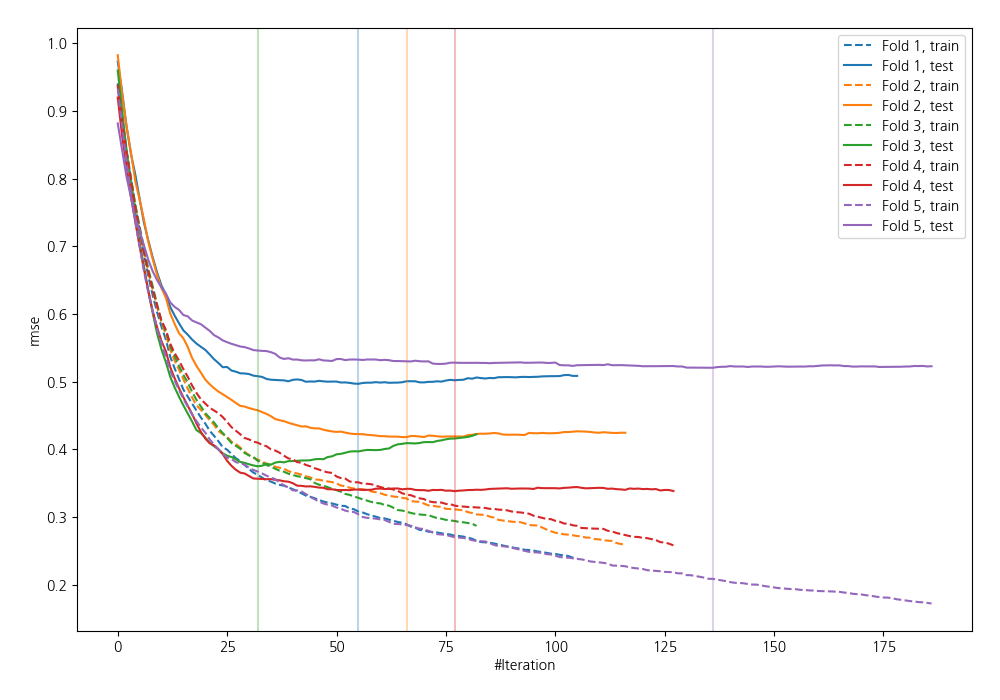 1.0
0.9
0.8
0.7
0.6
0.5
0.4
0.3
0.2
rmse
0
25
50
75
100
125
150
175
#Iteration
Fold 1, train
Fold 1, test
Fold 2, train
Fold 2, test
Fold 3, train
Fold 3, test
Fold 4, train
Fold 4, test
Fold 5, train
Fold 5, test